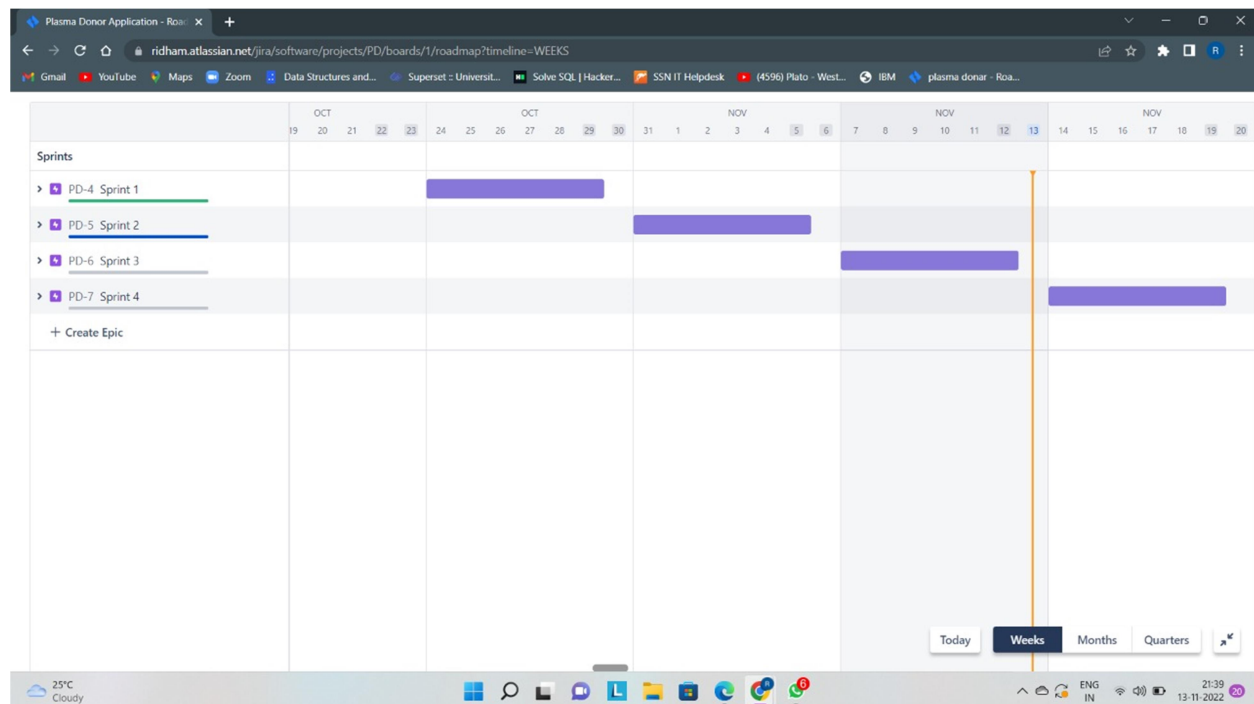 Plasma Donor Application - Road
ridham.atlassian.net/jira/software/projects/PD/boards/1/roadmap?timeline=WEEKS
R
Gmail YouTube Maps Zoom Data Structures and... Superset :: Universit... Solve SQL | Hacker... SSN IT Helpdesk (4596) Plato - West... IBM plasma donar - Roa...
OCT OCT NOV NOV NOV
19 20 21 22 23 24 25 26 27 28 29 30 31 1 2 3 4 5 6 7 8 9 10 11 12 13 14 15 16 17 18 19 20
Sprints
PD-4 Sprint 1
PD-5 Sprint 2
PD-6 Sprint 3
PD-7 Sprint 4
+ Create Epic
Today Weeks Months Quarters
25°C
Cloudy
L
R
6
ENG
IN
21:39
13-11-2022
20